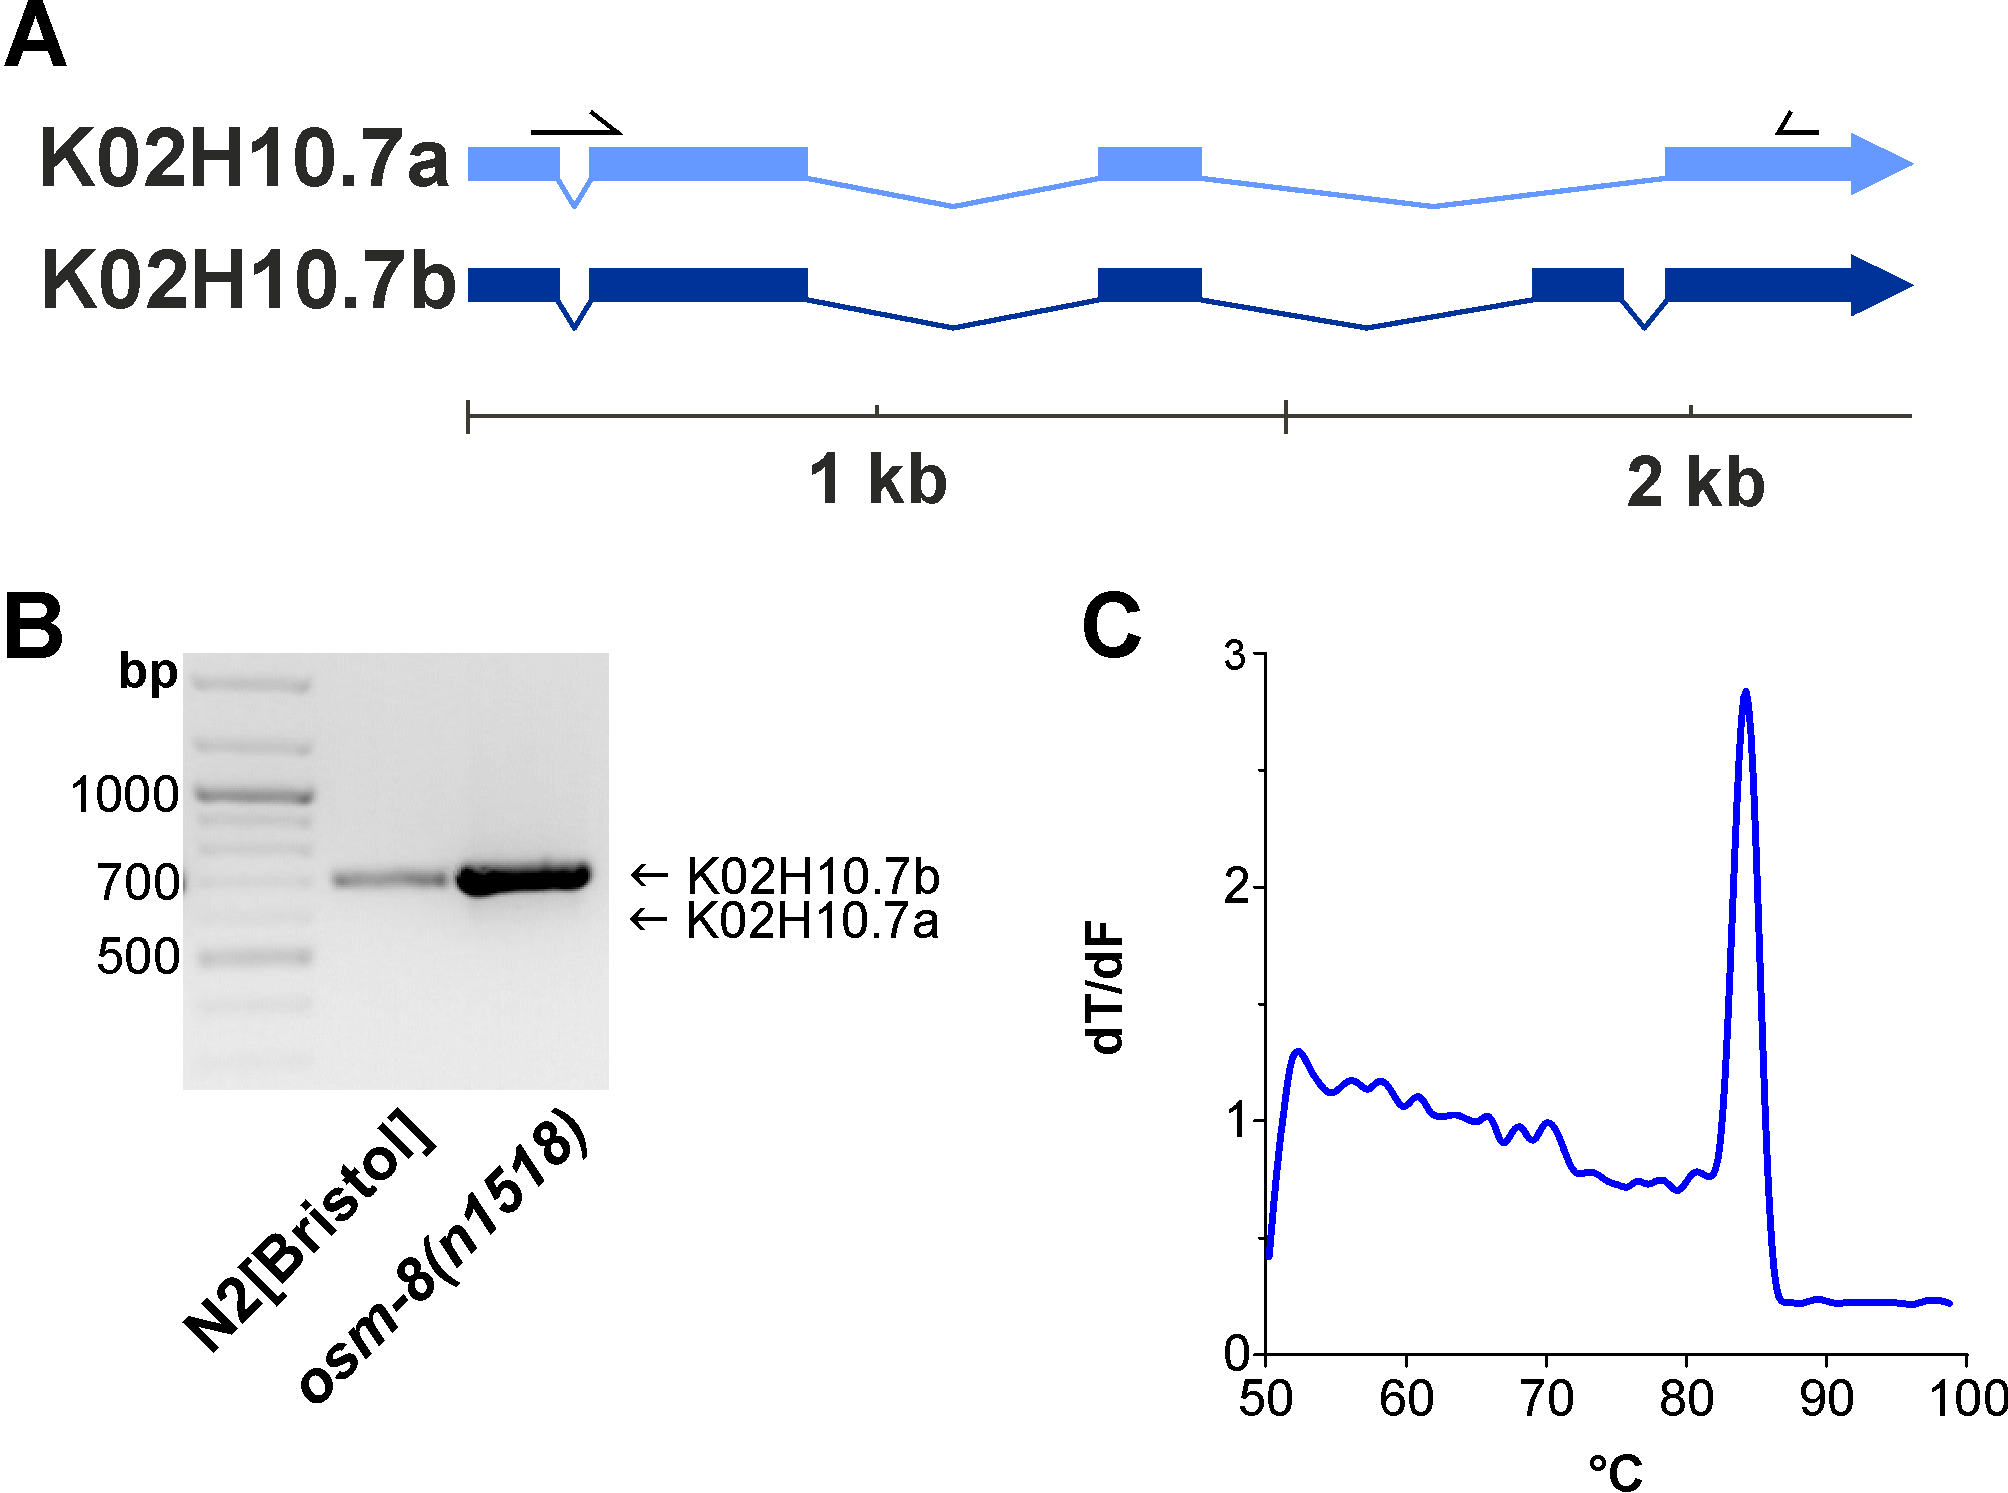 A
K02H10.7a
K02H10.7b
1 kb
2 kb
B
bp
1000
700
500
← K02H10.7b
← K02H10.7a
N2[Bristol]
osm-8(n1518)
C
3
2
1
0
dT/dF
50 60 70 80 90 100
°C